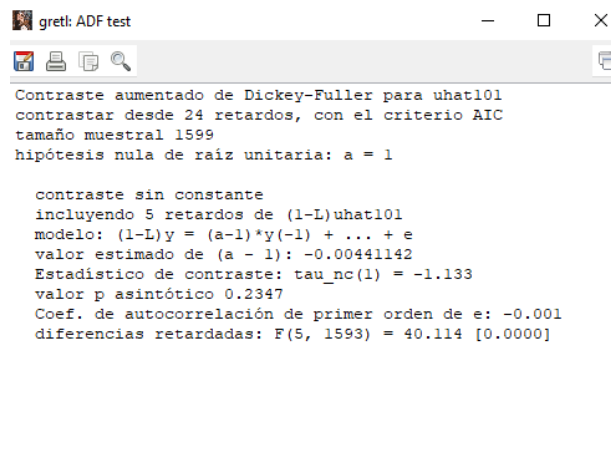 gretl: ADF test
Contraste aumentado de Dickey-Fuller para uhat101
contrastar desde 24 retardos, con el criterio AIC
tamaño muestral 1599
hipótesis nula de raíz unitaria: a = 1
contraste sin constante
incluyendo 5 retardos de (1-L)uhat101
modelo: (1-L)y = (a-1)*y(-1) + ... + e
valor estimado de (a - 1): -0.00441142
Estadístico de contraste: tau_nc(1) = -1.133
valor p asintótico 0.2347
Coef. de autocorrelación de primer orden de e: -0.001
diferencias retardadas: F(5, 1593) = 40.114 [0.0000]